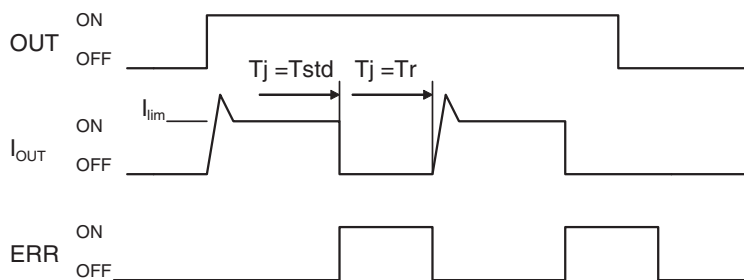 ON
OUT
OFF
Tj =Tstd Tj =Tr
Ilim
ON
IOUT
OFF
ON
ERR
OFF